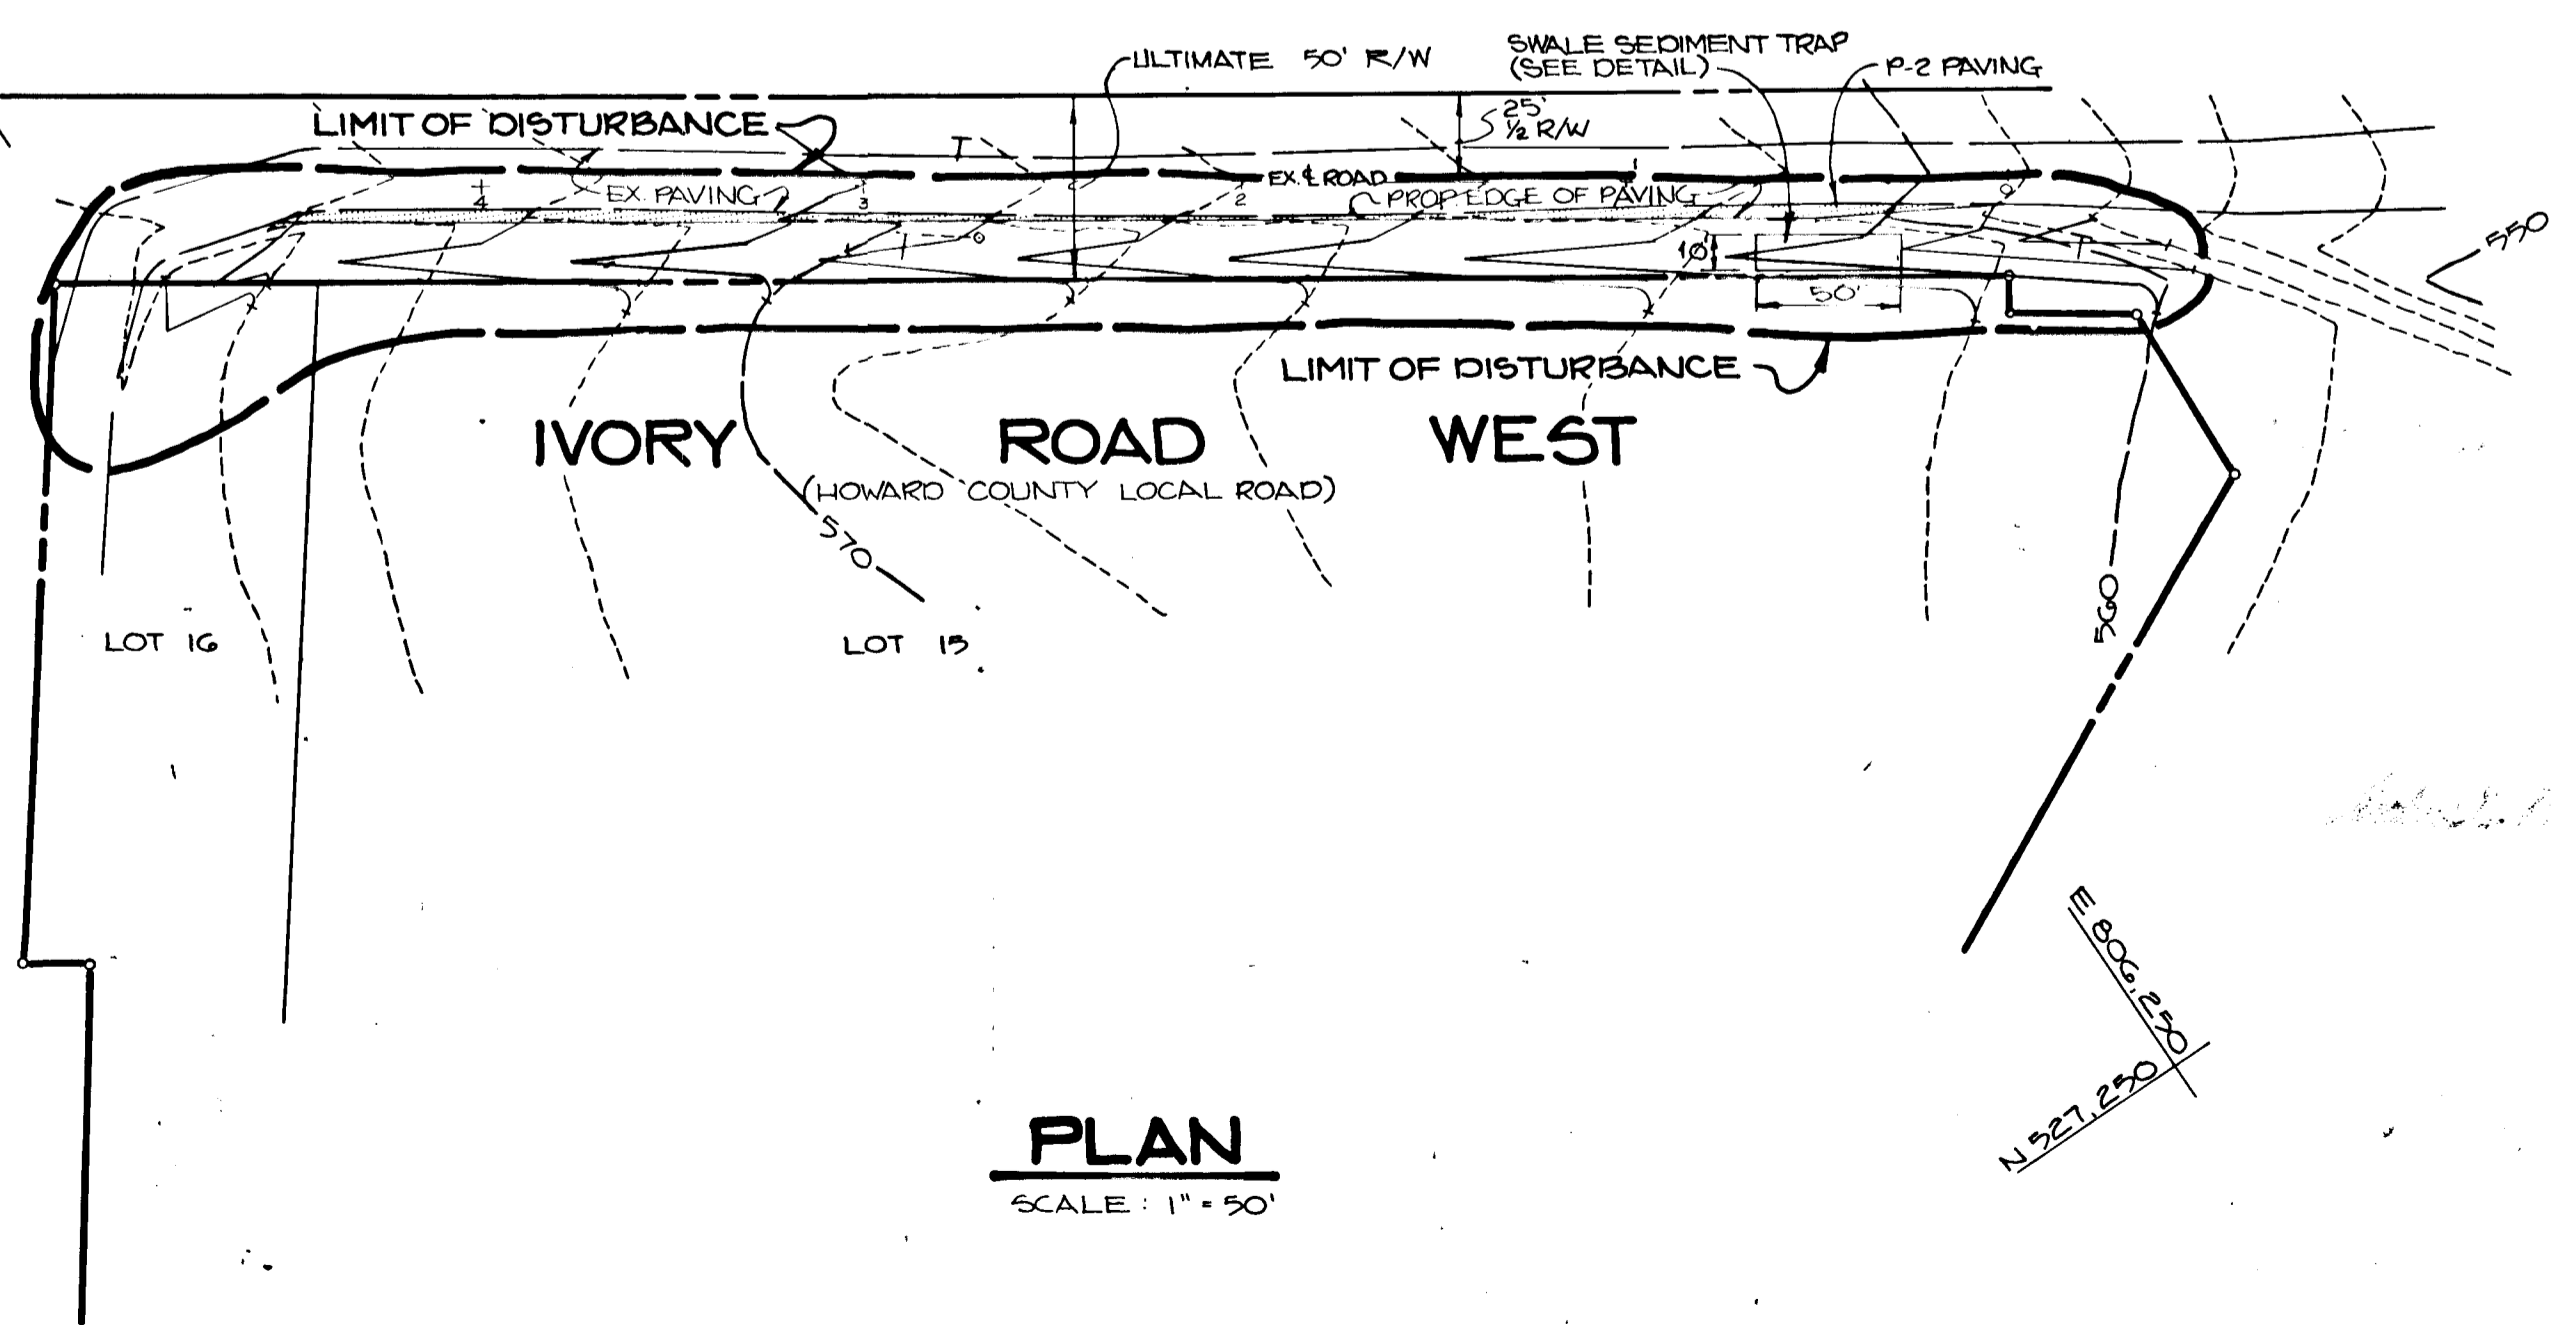 ULTIMATE 50' R/W
SWALE SEDIMENT TRAP
(SEE DETAIL)
P-2 PAVING
LIMIT OF DISTURBANCE
25'
½ R/W
T
EX. ℄ ROAD
1
0
4
EX. PAVING
3
2
PROP. EDGE OF PAVING
10'
T
550
50'
LIMIT OF DISTURBANCE
IVORY ROAD WEST
(HOWARD COUNTY LOCAL ROAD)
570
560
LOT 16
LOT 15
E 806,250
N 527,250
PLAN
SCALE : 1" = 50'